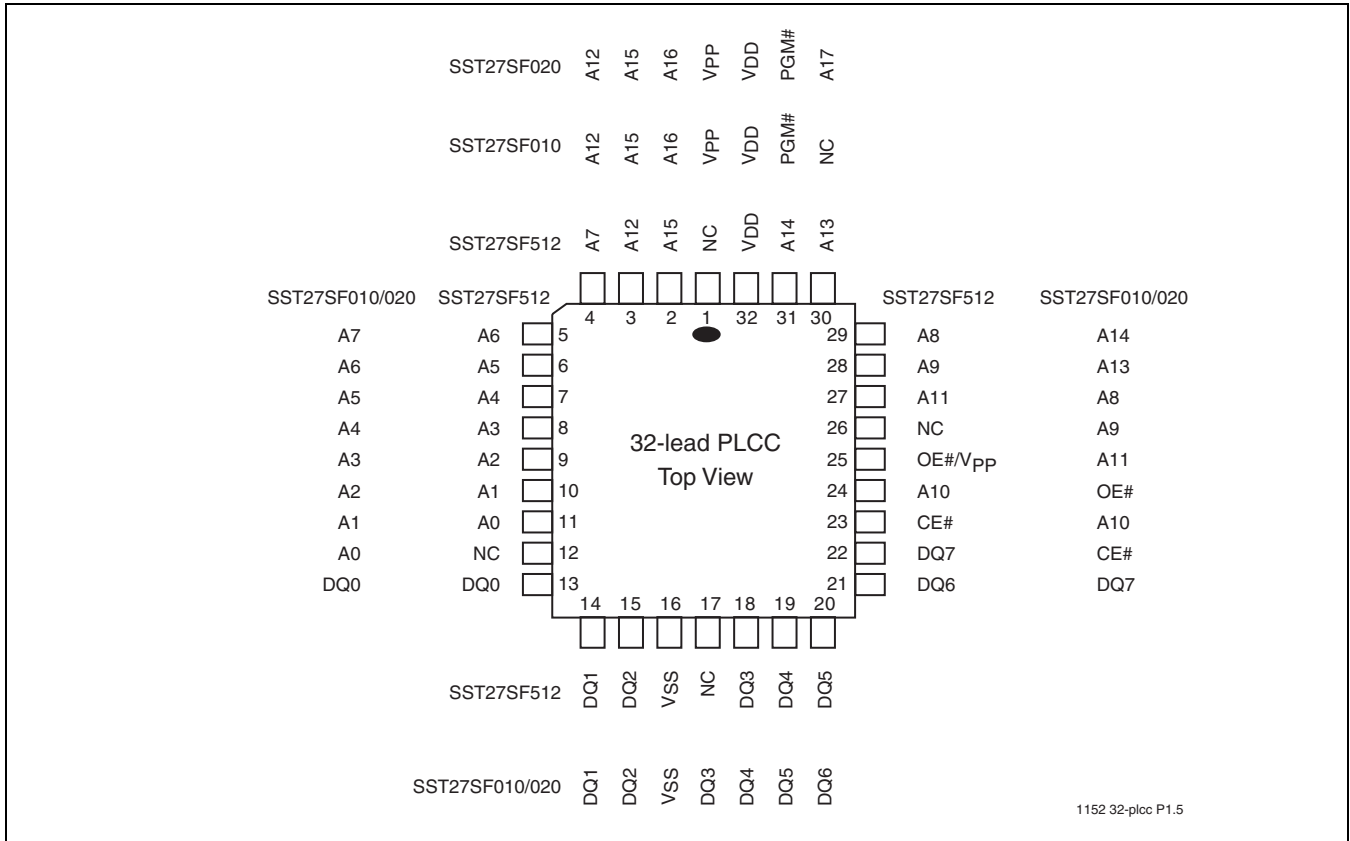 SST27SF020 A12 A15 A16 VPP VDD PGM# A17
SST27SF010 A12 A15 A16 VPP VDD PGM# NC
SST27SF512 A7 A12 A15 NC VDD A14 A13
SST27SF010/020 SST27SF512 SST27SF512 SST27SF010/020
4 3 2 1 32 31 30
A7 A6 5 29 A8 A14
A6 A5 6 28 A9 A13
A5 A4 7 27 A11 A8
A4 A3 8 26 NC A9
32-lead PLCC
A3 A2 9 25 OE#/VPP A11
Top View
A2 A1 10 24 A10 OE#
A1 A0 11 23 CE# A10
A0 NC 12 22 DQ7 CE#
DQ0 DQ0 13 21 DQ6 DQ7
14 15 16 17 18 19 20
SST27SF512 DQ1 DQ2 VSS NC DQ3 DQ4 DQ5
SST27SF010/020 DQ1 DQ2 VSS DQ3 DQ4 DQ5 DQ6
1152 32-plcc P1.5